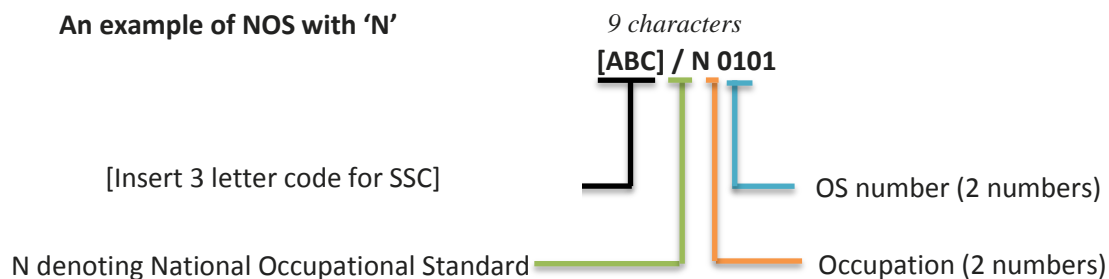 An example of NOS with ‘N’
9 characters
[ABC] / N 0101
[Insert 3 letter code for SSC]
OS number (2 numbers)
N denoting National Occupational Standard
Occupation (2 numbers)